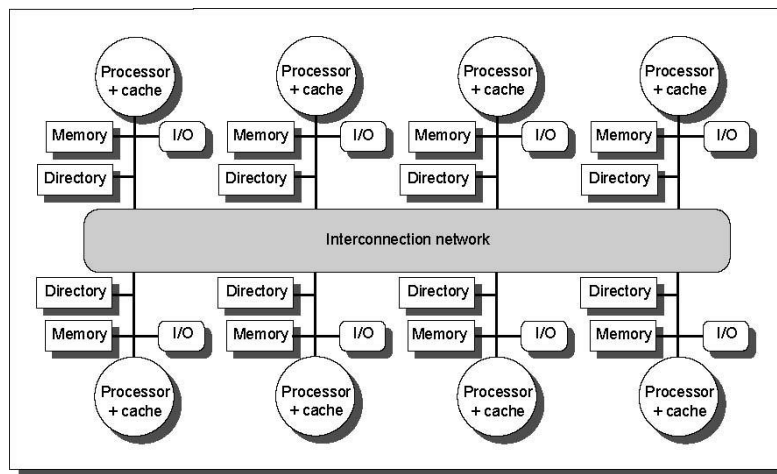 Processor
+ cache
Processor
+ cache
Processor
+ cache
Processor
+ cache
Memory
I/O
Memory
I/O
Memory
I/O
Memory
I/O
Directory
Directory
Directory
Directory
Interconnection network
Directory
Directory
Directory
Directory
Memory
I/O
Memory
I/O
Memory
I/O
Memory
I/O
Processor
+ cache
Processor
+ cache
Processor
+ cache
Processor
+ cache